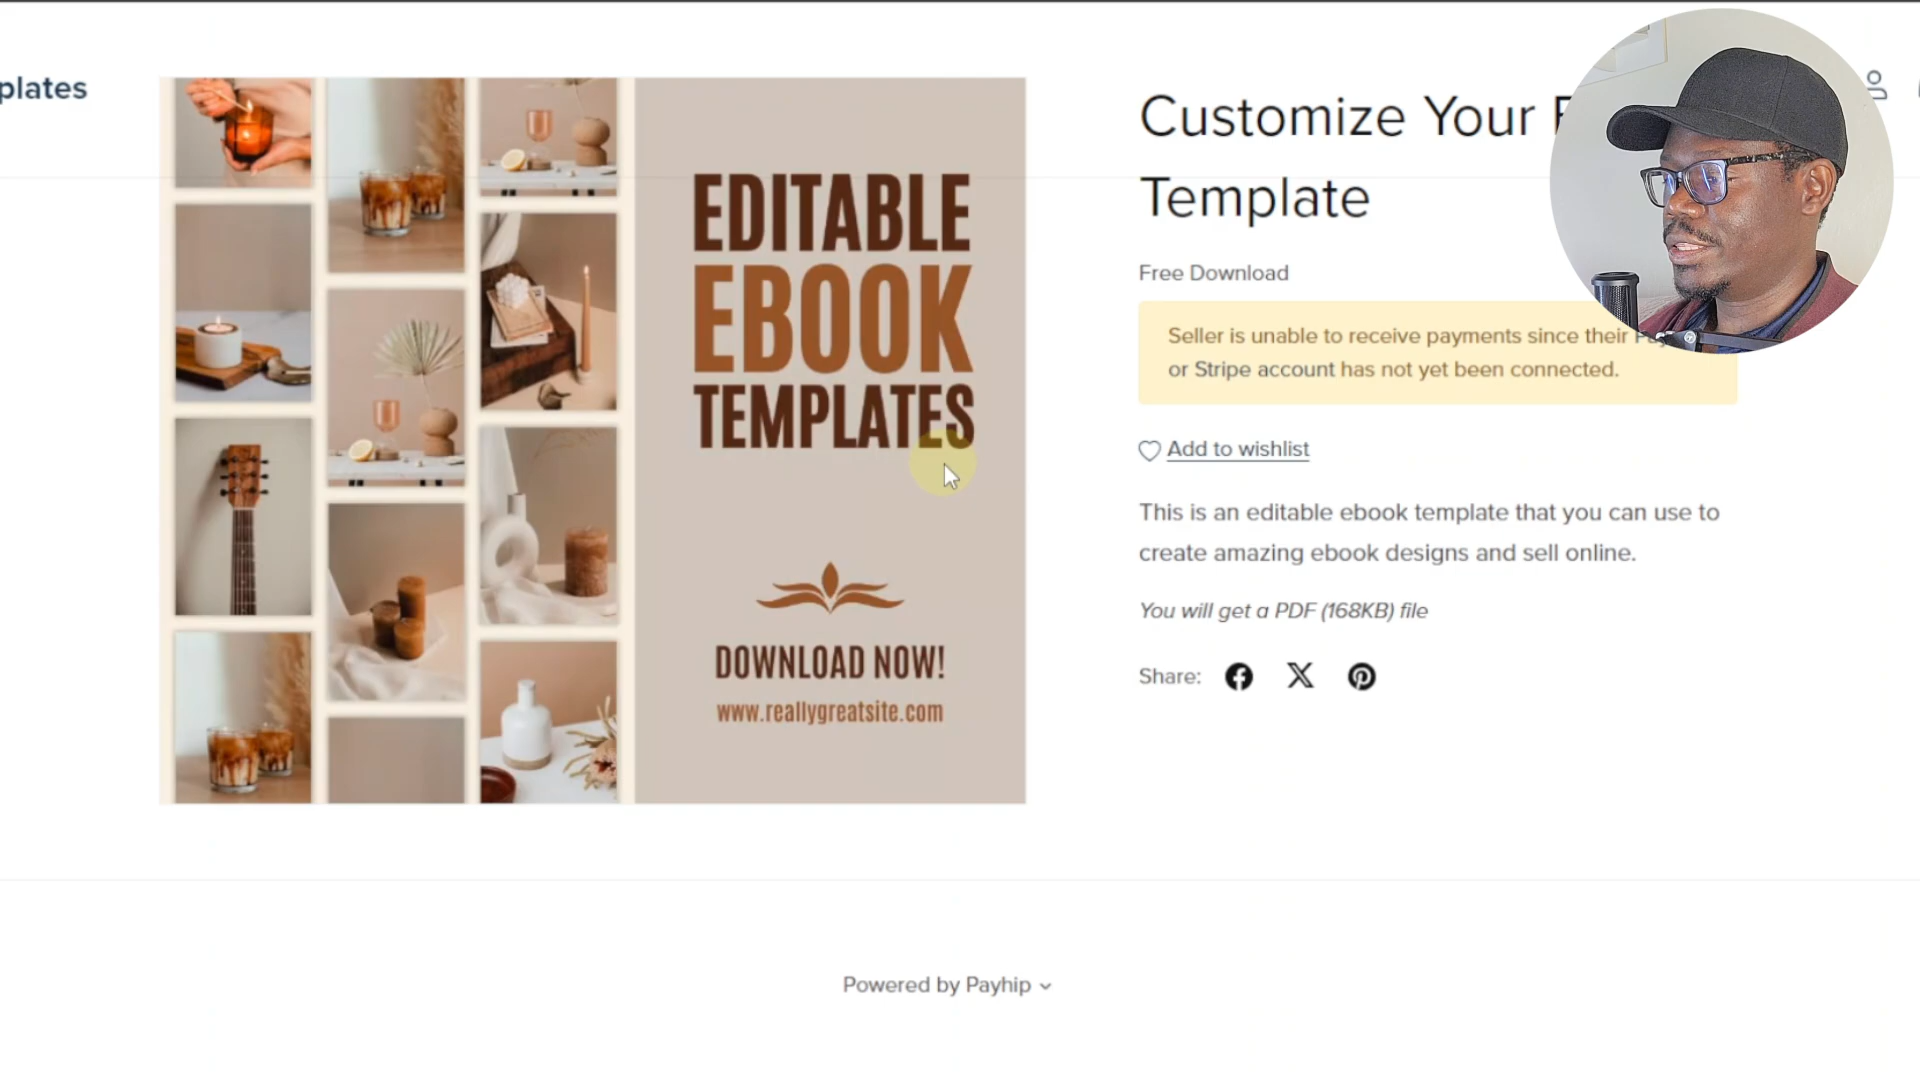 plates
EDITABLE
EBOOK
TEMPLATES
DOWNLOAD NOW!
www.reallygreatsite.com
Customize Your
Template
Free Download
Seller is unable to receive payments since their
or Stripe account has not yet been connected.
Add to wishlist
This is an editable ebook template that you can use to
create amazing ebook designs and sell online.
You will get a PDF (168KB) file
Share:
Powered by Payhip